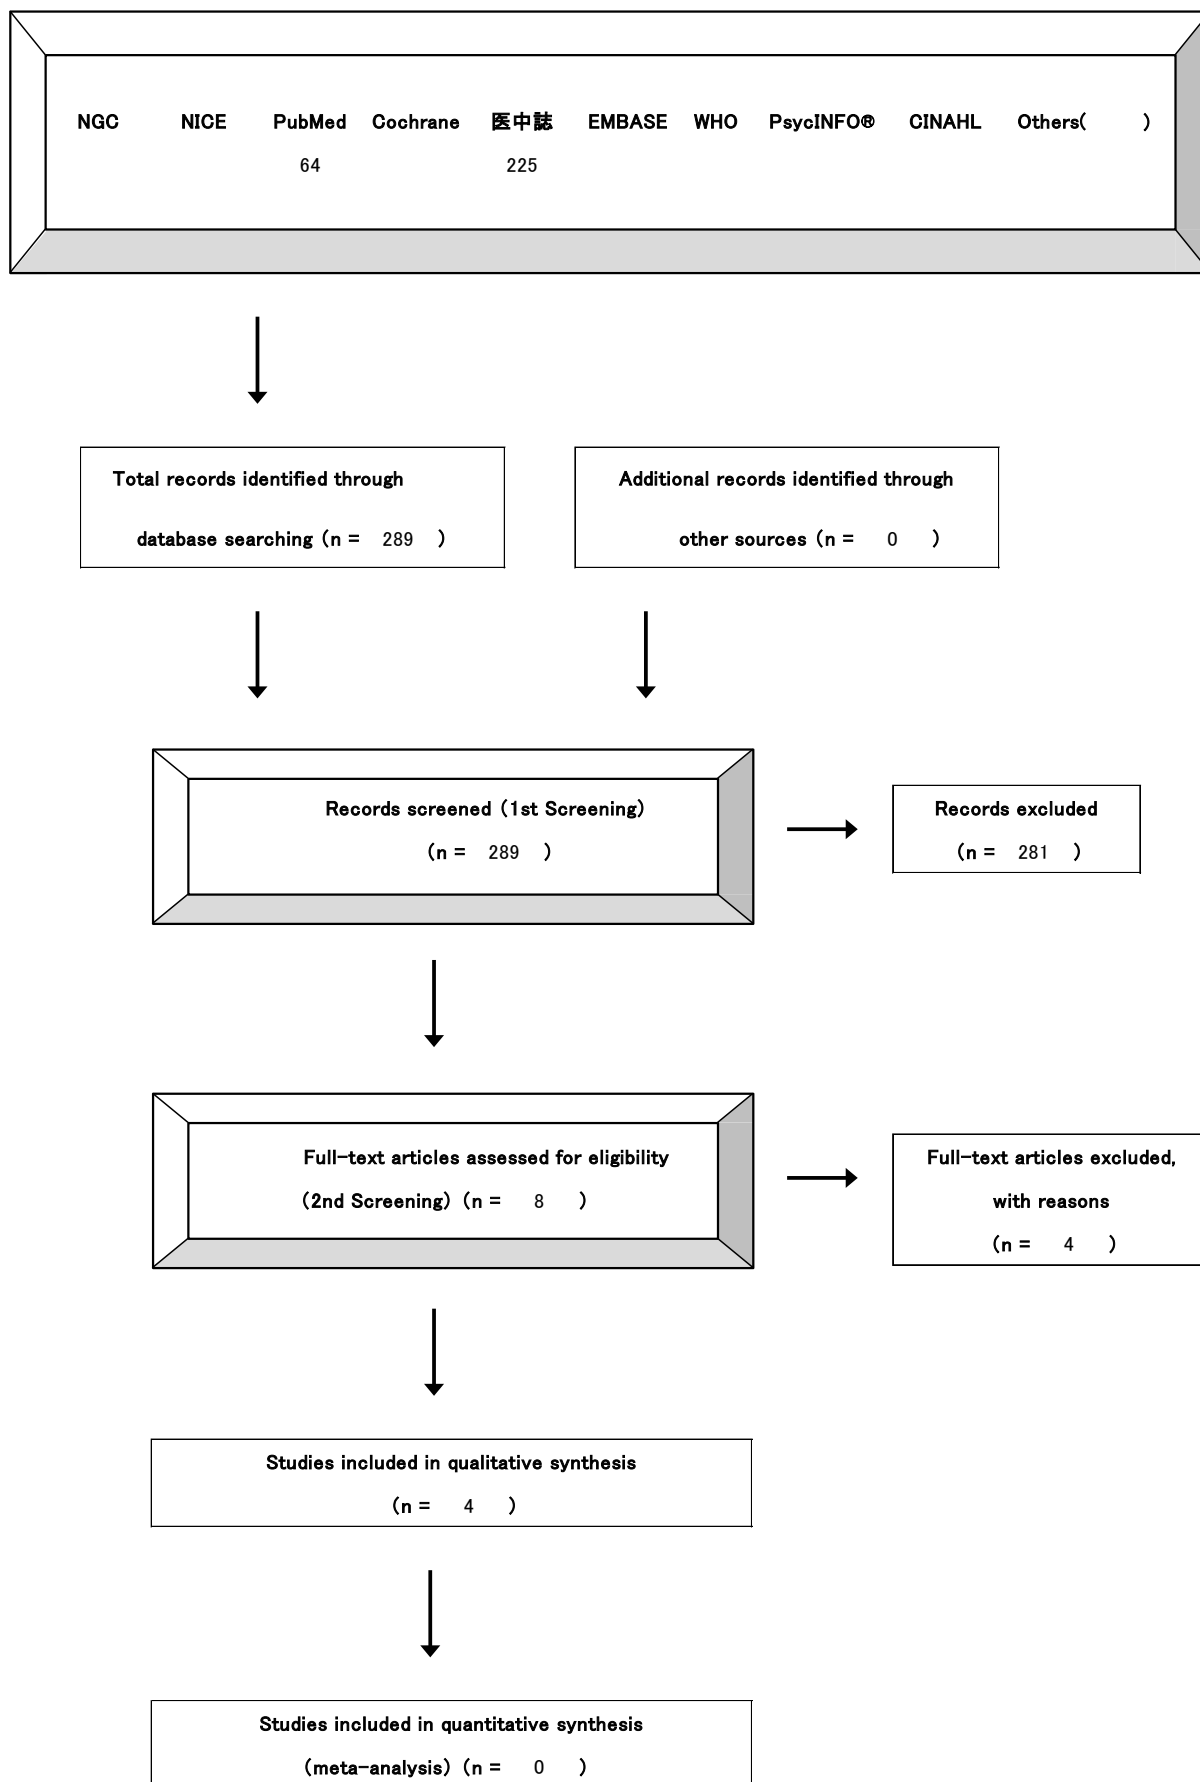 NGC NICE PubMed Cochrane 医中誌 EMBASE WHO PsycINFO® CINAHL Others( )
64 225
Total records identified through
database searching (n = 289 )
Additional records identified through
other sources (n = 0 )
Records screened (1st Screening)
(n = 289 )
Records excluded
(n = 281 )
Full-text articles assessed for eligibility
(2nd Screening) (n = 8 )
Full-text articles excluded,
with reasons
(n = 4 )
Studies included in qualitative synthesis
(n = 4 )
Studies included in quantitative synthesis
(meta-analysis) (n = 0 )